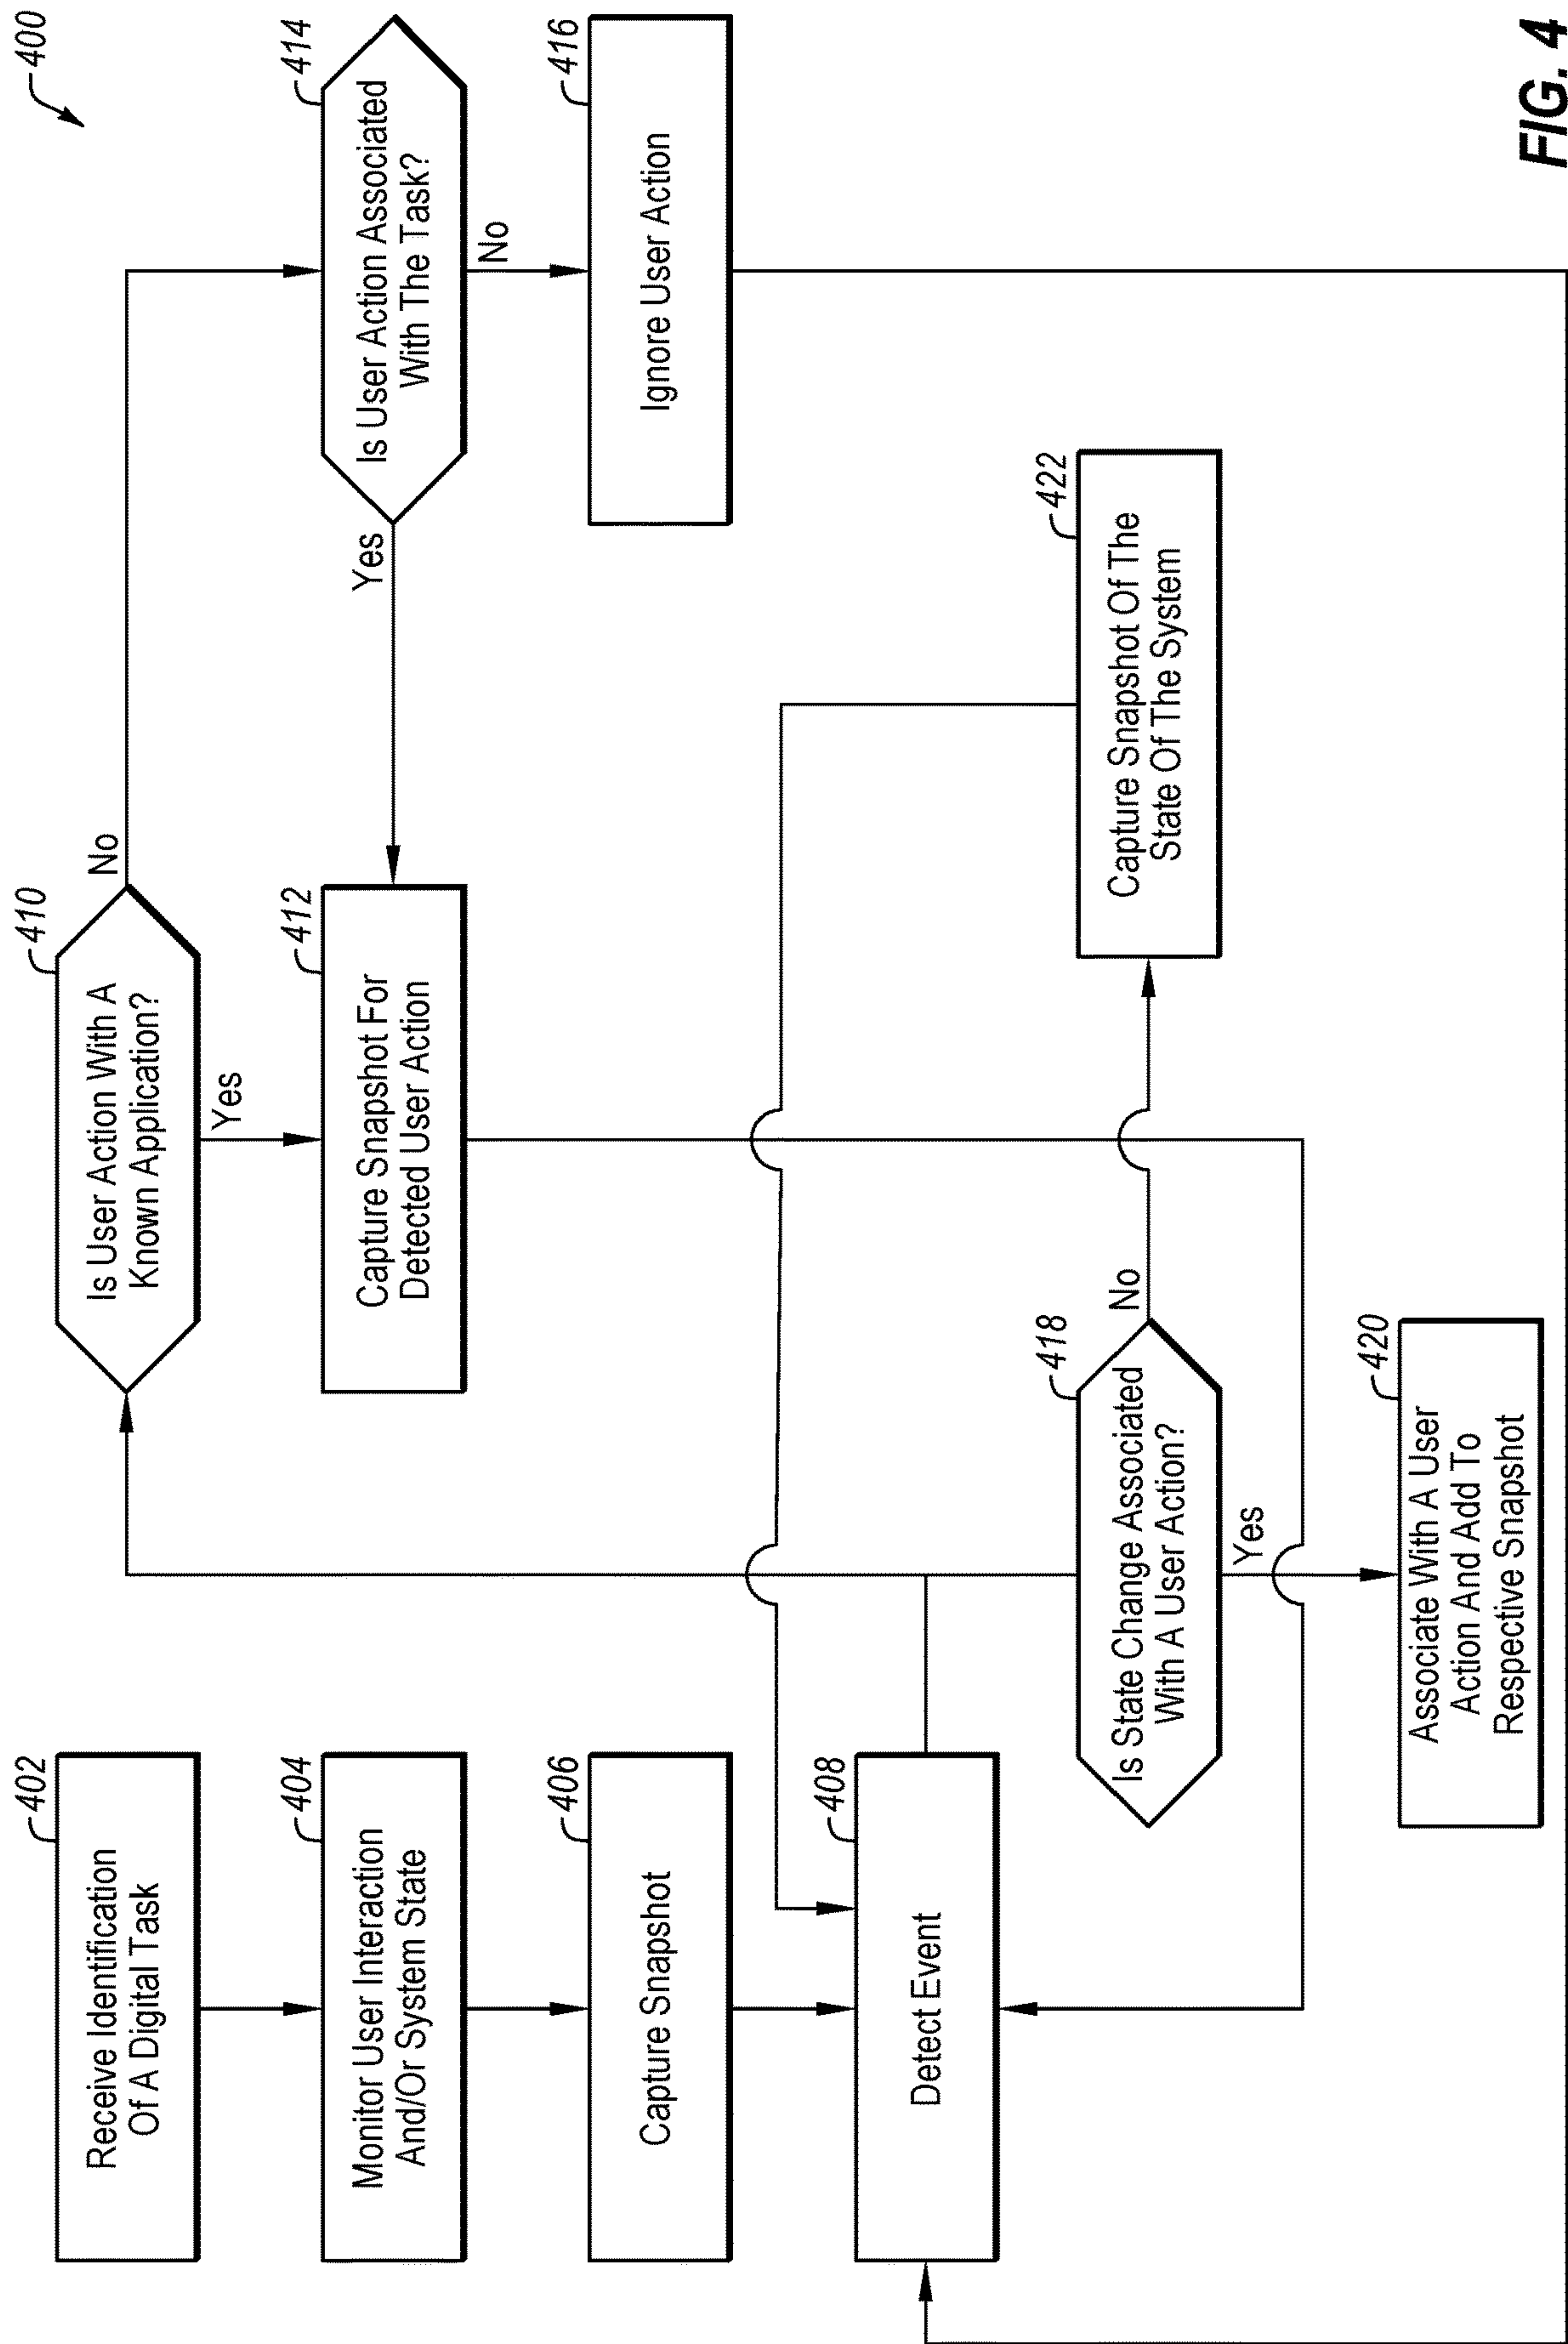 400
402
Receive Identification
Of A Digital Task
404
Monitor User Interaction
And/Or System State
406
Capture Snapshot
408
Detect Event
410
Is User Action With A
Known Application?
No
Yes
412
Capture Snapshot For
Detected User Action
414
Is User Action Associated
With The Task?
Yes
No
416
Ignore User Action
418
Is State Change Associated
With A User Action?
No
Yes
420
Associate With A User
Action And Add To
Respective Snapshot
422
Capture Snapshot Of The
State Of The System
FIG. 4